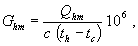 G_hm = Q_hm / (c (t_h − t_c)) 10^6 ,